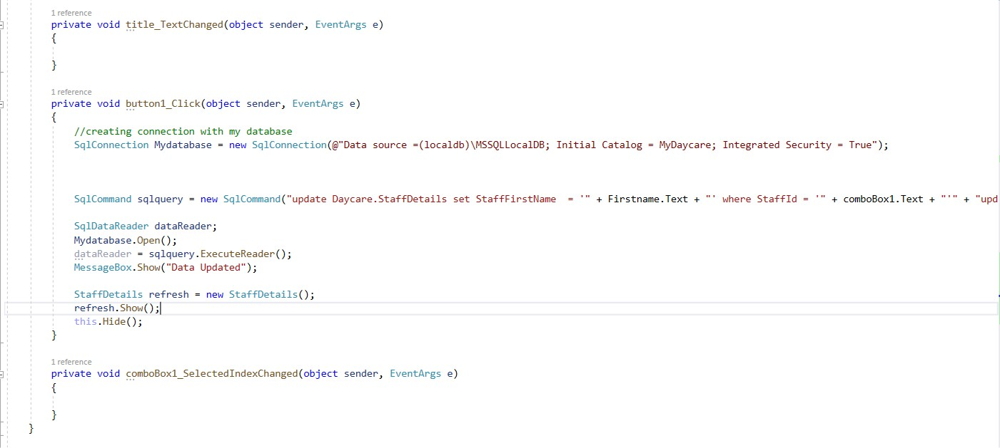 1 reference
private void title_TextChanged(object sender, EventArgs e)
{
}
1 reference
private void button1_Click(object sender, EventArgs e)
{
//creating connection with my database
SqlConnection Mydatabase = new SqlConnection(@"Data source =(localdb)\MSSQLLocalDB; Initial Catalog = MyDaycare; Integrated Security = True");
SqlCommand sqlquery = new SqlCommand("update Daycare.StaffDetails set StaffFirstName  = '" + Firstname.Text + "' where StaffId = '" + comboBox1.Text + "'" + "upd
SqlDataReader dataReader;
Mydatabase.Open();
dataReader = sqlquery.ExecuteReader();
MessageBox.Show("Data Updated");
StaffDetails refresh = new StaffDetails();
refresh.Show();
this.Hide();
}
1 reference
private void comboBox1_SelectedIndexChanged(object sender, EventArgs e)
{
}
}